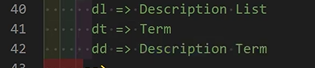 40 dl => Description List
41 dt => Term
42 dd => Description Term